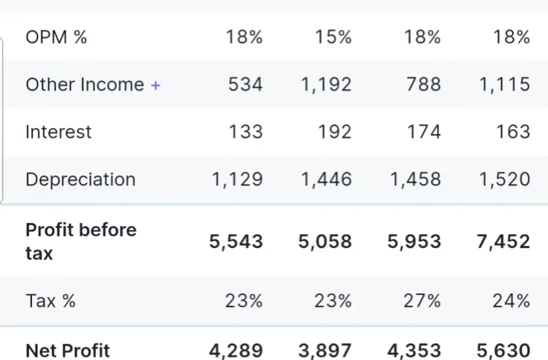 OPM % 18% 15% 18% 18%
Other Income + 534 1,192 788 1,115
Interest 133 192 174 163
Depreciation 1,129 1,446 1,458 1,520
Profit before
tax 5,543 5,058 5,953 7,452
Tax % 23% 23% 27% 24%
Net Profit 4,289 3,897 4,353 5,630